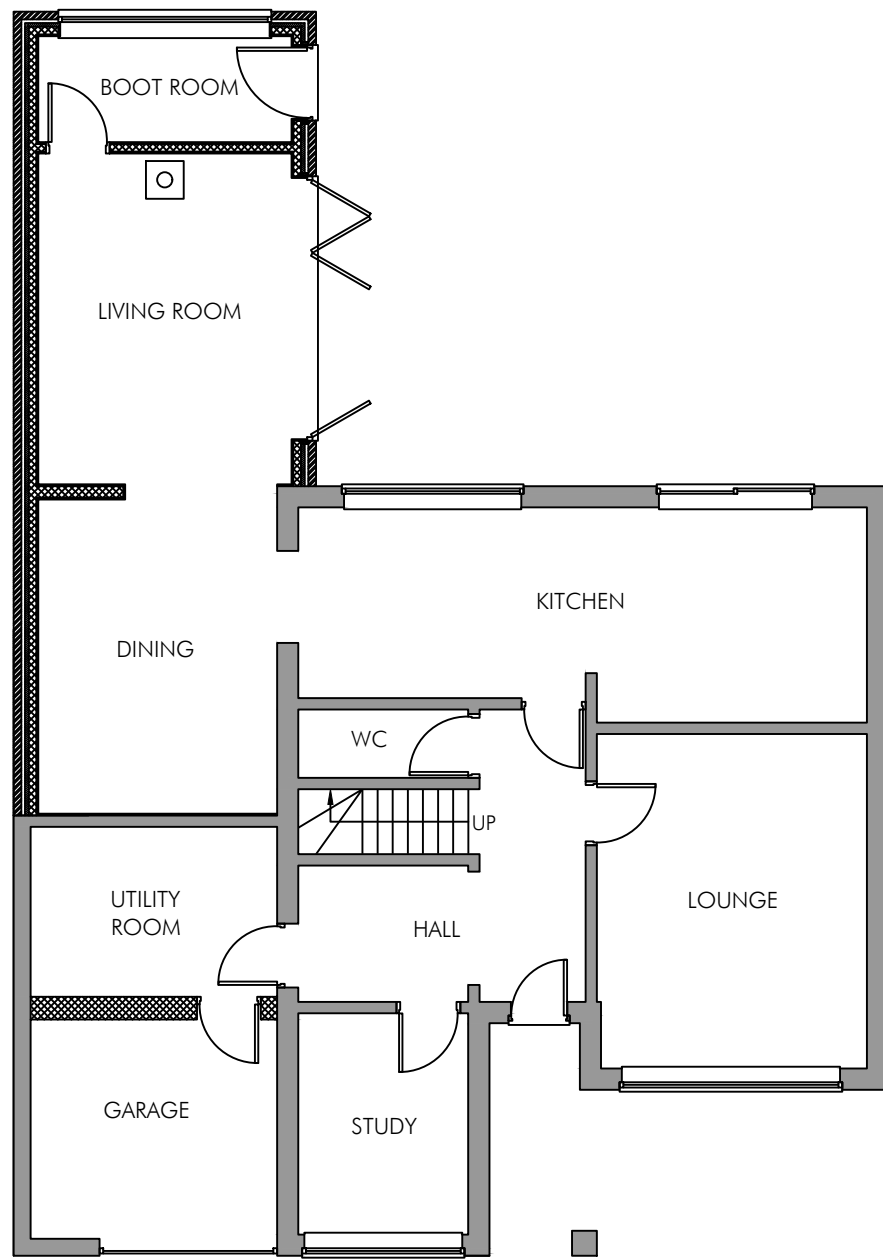 BOOT ROOM
LIVING ROOM
KITCHEN
DINING
WC
UP
UTILITY
ROOM
LOUNGE
HALL
GARAGE
STUDY